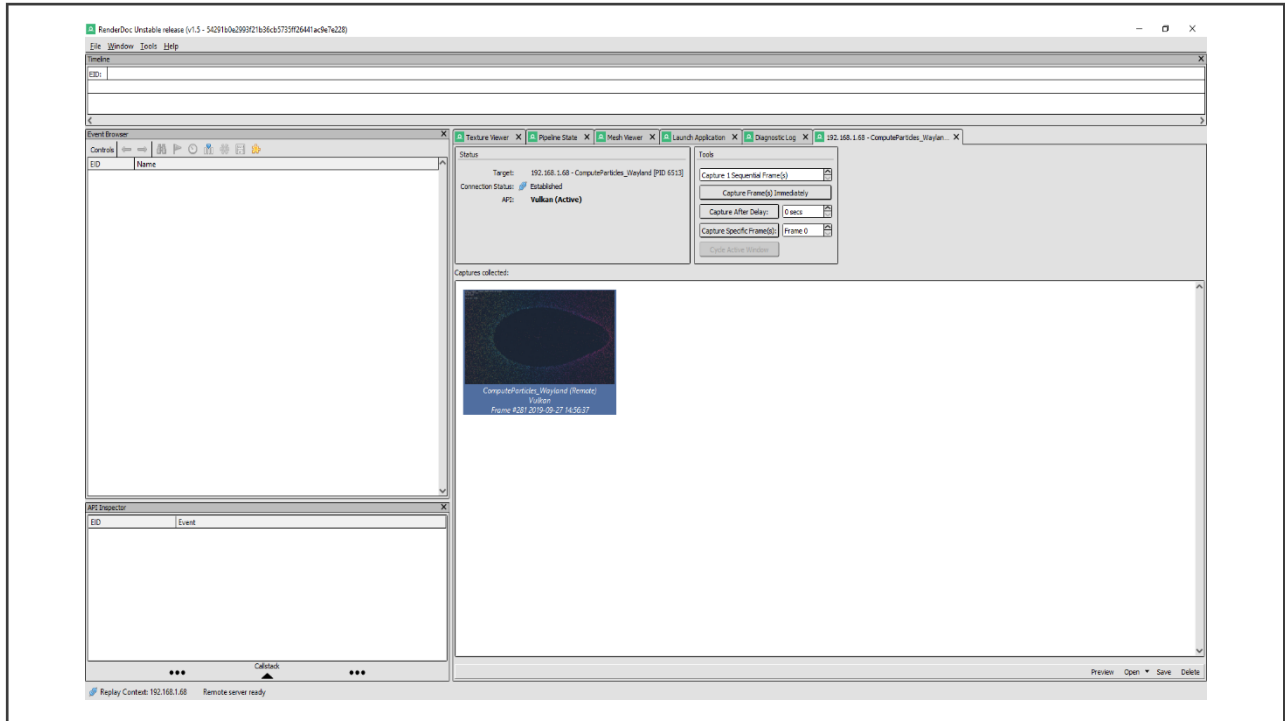 RenderDoc Unstable release (v1.5 - 54291b0e2993f21b36cb5735ff26441ac9e7e228)
File Window Tools Help
Timeline
EID:
Event Browser
Controls
EID Name
API Inspector
EID Event
Callstack
Texture Viewer Pipeline State Mesh Viewer Launch Application Diagnostic Log 192.168.1.68 - ComputeParticles_Waylan...
Status
Target: 192.168.1.68 - ComputeParticles_Wayland [PID 6513]
Connection Status: Established
API: Vulkan (Active)
Tools
Capture 1 Sequential Frame(s)
Capture Frame(s) Immediately
Capture After Delay: 0 secs
Capture Specific Frame(s): Frame 0
Cycle Active Window
Captures collected:
ComputeParticles_Wayland (Remote)
Vulkan
Frame #281 2019-09-27 14:56:37
Preview Open Save Delete
Replay Context: 192.168.1.68 Remote server ready